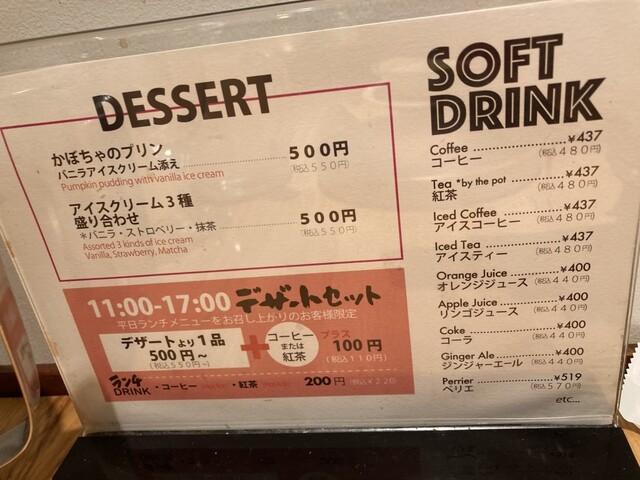 DESSERT
かぼちゃのプリン
バニラアイスクリーム添え 500円
(税込550円)
Pumpkin pudding with vanilla ice cream
アイスクリーム3種
盛り合わせ 500円
*バニラ・ストロベリー・抹茶 (税込550円)
Assorted 3 kinds of ice cream
Vanilla, Strawberry, Matcha
11:00-17:00 デザートセット
平日ランチメニューをお召し上がりのお客様限定
デザートより1品
500円~
(税込550円~)
+
コーヒー
または
紅茶
プラス
100円
(税込110円)
ランチ
DRINK ・コーヒー ・紅茶 200円 (税込220)
SOFT
DRINK
Coffee ¥437
コーヒー (税込480円)
Tea *by the pot ¥437
紅茶 (税込480円)
Iced Coffee ¥437
アイスコーヒー (税込480円)
Iced Tea ¥437
アイスティー (税込480円)
Orange Juice ¥400
オレンジジュース (税込440円)
Apple Juice ¥400
リンゴジュース (税込440円)
Coke ¥400
コーラ (税込440円)
Ginger Ale ¥400
ジンジャーエール (税込440円)
Perrier ¥519
ペリエ (税込570円)
etc...